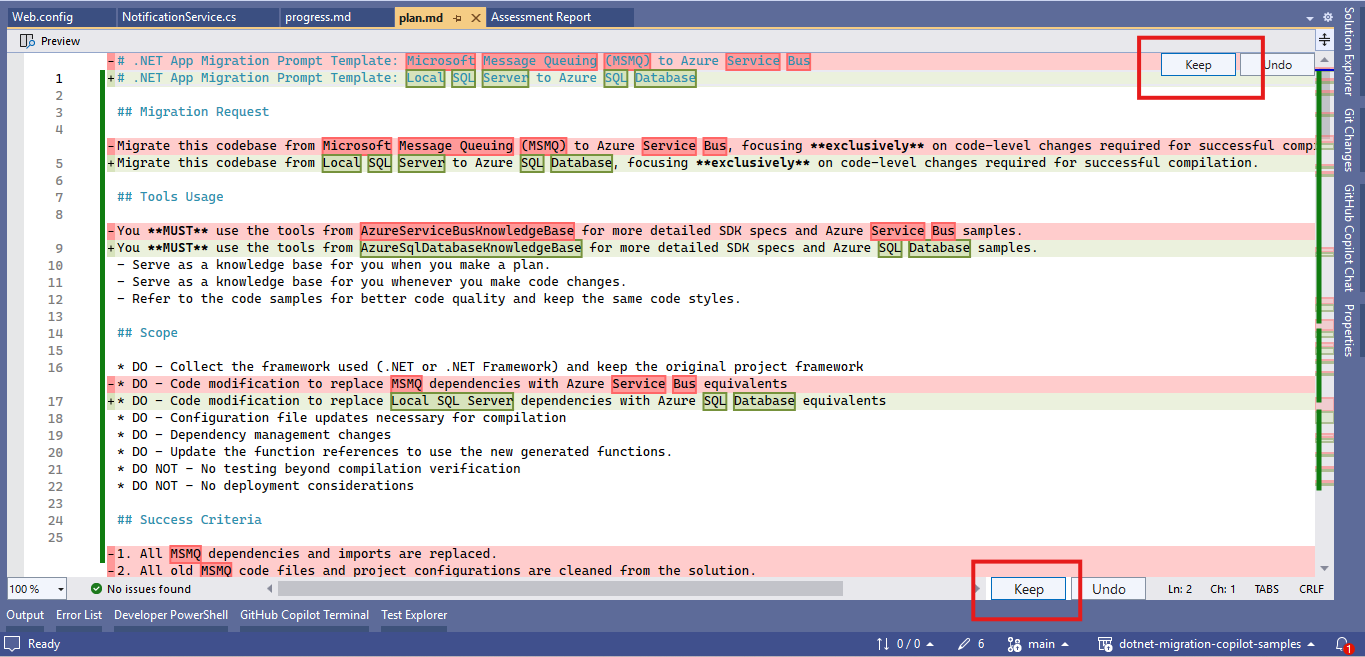 Web.config NotificationService.cs progress.md plan.md Assessment Report
Preview
-# .NET App Migration Prompt Template: Microsoft Message Queuing (MSMQ) to Azure Service Bus
Keep Undo
1 +# .NET App Migration Prompt Template: Local SQL Server to Azure SQL Database
2
3 ## Migration Request
4
-Migrate this codebase from Microsoft Message Queuing (MSMQ) to Azure Service Bus, focusing **exclusively** on code-level changes required for successful compi
5 +Migrate this codebase from Local SQL Server to Azure SQL Database, focusing **exclusively** on code-level changes required for successful compilation.
6
7 ## Tools Usage
8
-You **MUST** use the tools from AzureServiceBusKnowledgeBase for more detailed SDK specs and Azure Service Bus samples.
9 +You **MUST** use the tools from AzureSqlDatabaseKnowledgeBase for more detailed SDK specs and Azure SQL Database samples.
10 - Serve as a knowledge base for you when you make a plan.
11 - Serve as a knowledge base for you whenever you make code changes.
12 - Refer to the code samples for better code quality and keep the same code styles.
13
14 ## Scope
15
16 * DO - Collect the framework used (.NET or .NET Framework) and keep the original project framework
-* DO - Code modification to replace MSMQ dependencies with Azure Service Bus equivalents
17 +* DO - Code modification to replace Local SQL Server dependencies with Azure SQL Database equivalents
18 * DO - Configuration file updates necessary for compilation
19 * DO - Dependency management changes
20 * DO - Update the function references to use the new generated functions.
21 * DO NOT - No testing beyond compilation verification
22 * DO NOT - No deployment considerations
23
24 ## Success Criteria
25
-1. All MSMQ dependencies and imports are replaced.
-2. All old MSMQ code files and project configurations are cleaned from the solution.
Solution Explorer
Git Changes
GitHub Copilot Chat
Properties
100 % No issues found Keep Undo Ln: 2 Ch: 1 TABS CRLF
Output Error List Developer PowerShell GitHub Copilot Terminal Test Explorer
Ready 0 / 0 6 main dotnet-migration-copilot-samples 1